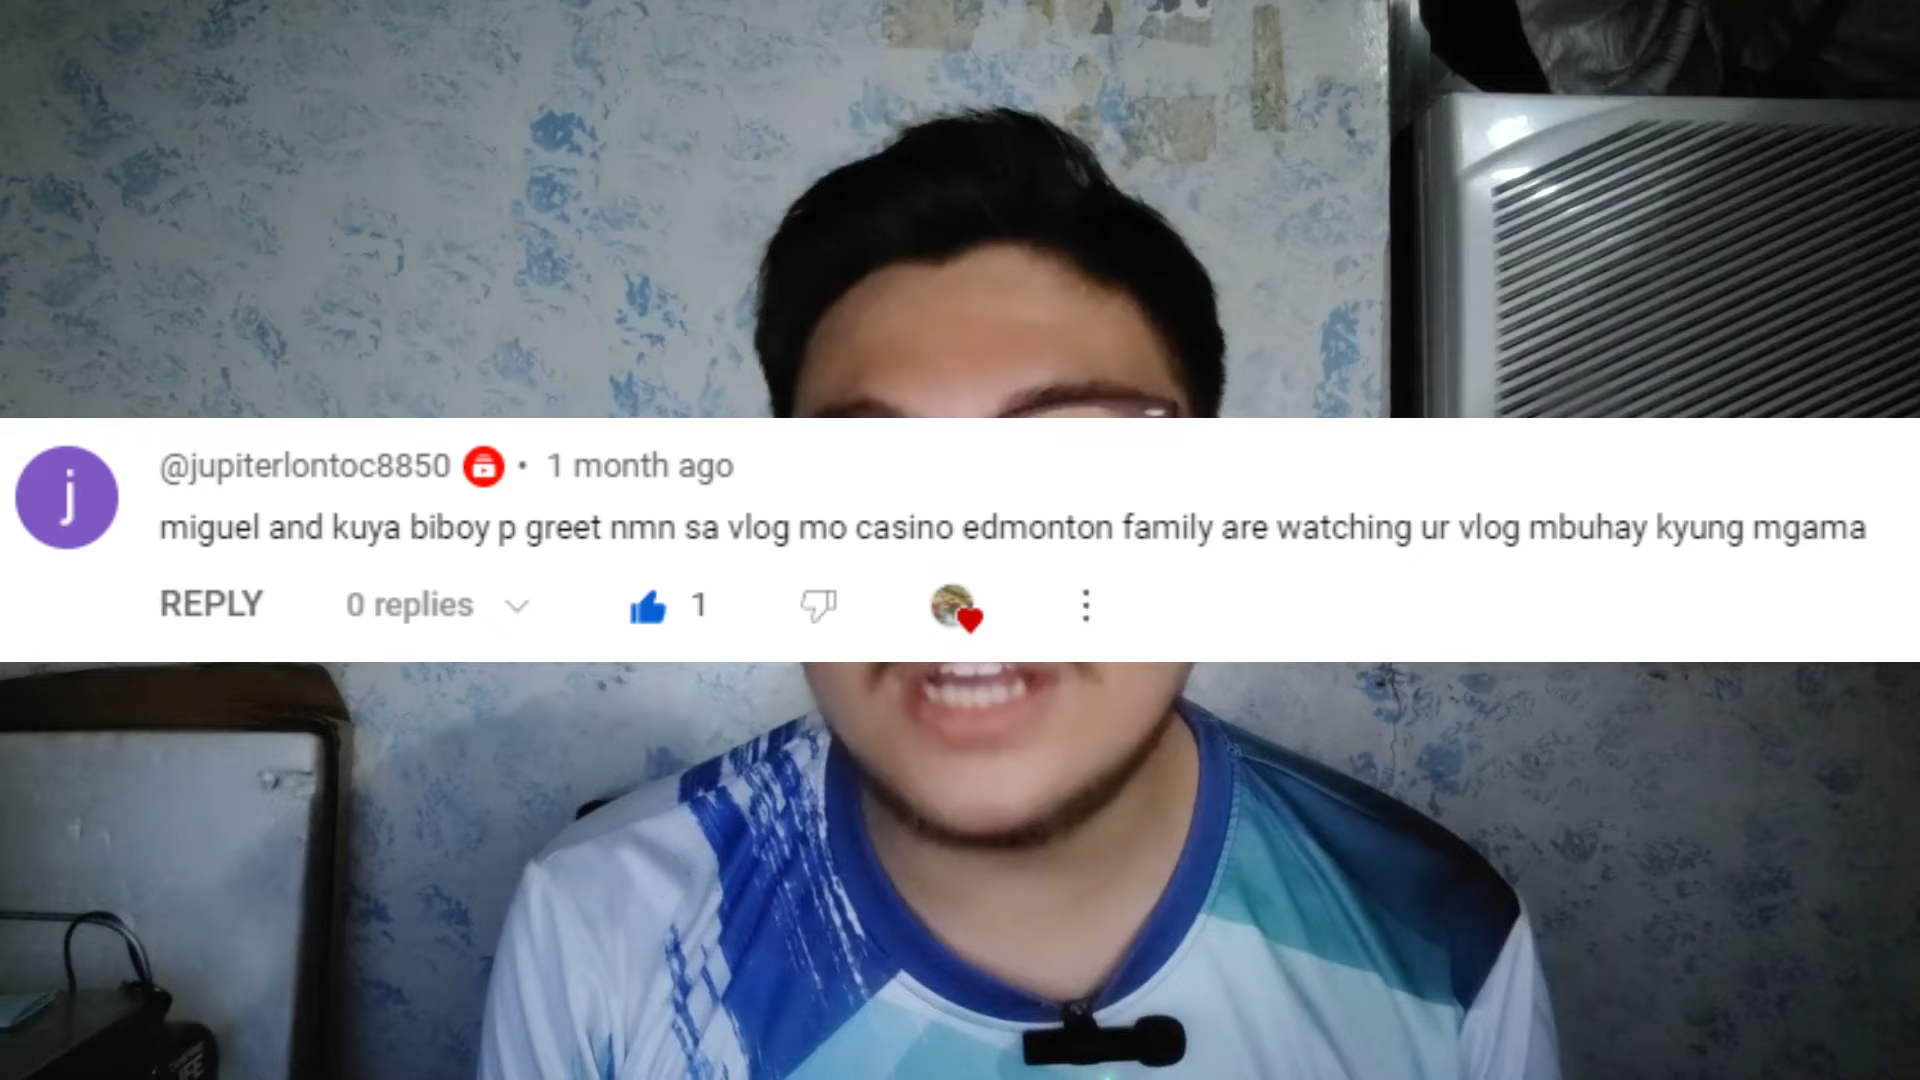 j
@jupiterlontoc8850 • 1 month ago
miguel and kuya biboy p greet nmn sa vlog mo casino edmonton family are watching ur vlog mbuhay kyung mgama
REPLY 0 replies 1